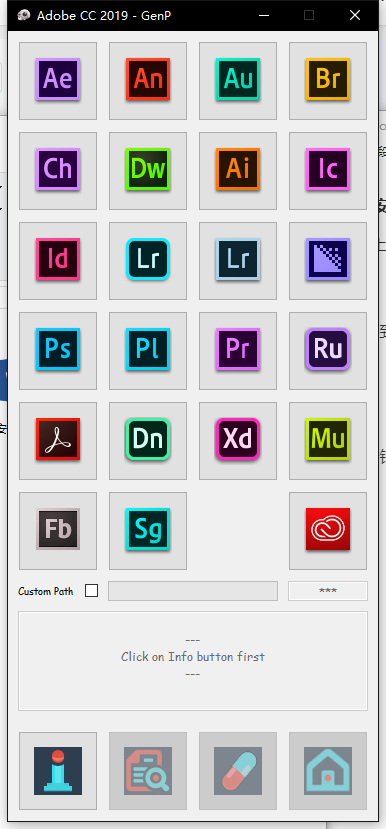 Adobe CC 2019 - GenP
Ae An Au Br
Ch Dw Ai Ic
Id Lr Lr
Ps Pl Pr Ru
Dn Xd Mu
Fb Sg
Custom Path ***
---
Click on Info button first
---